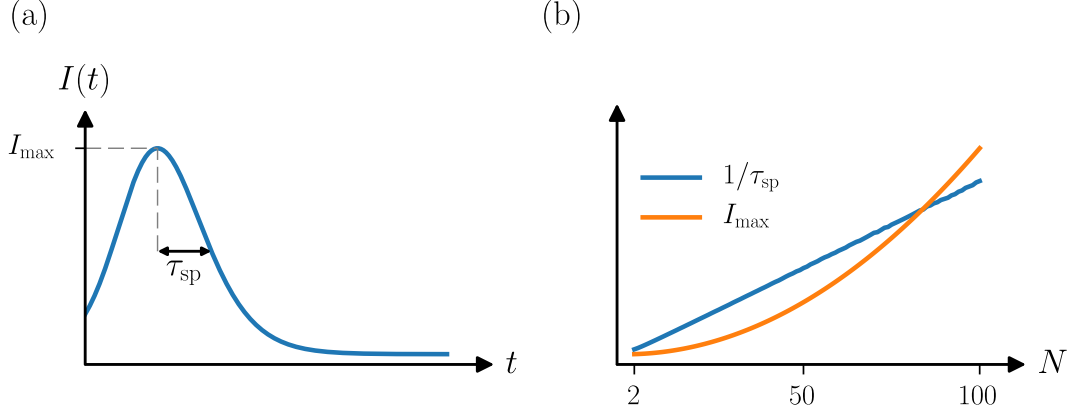 (a)
I(t)
I_max
τ_sp
t
(b)
1/τ_sp
I_max
N
2
50
100